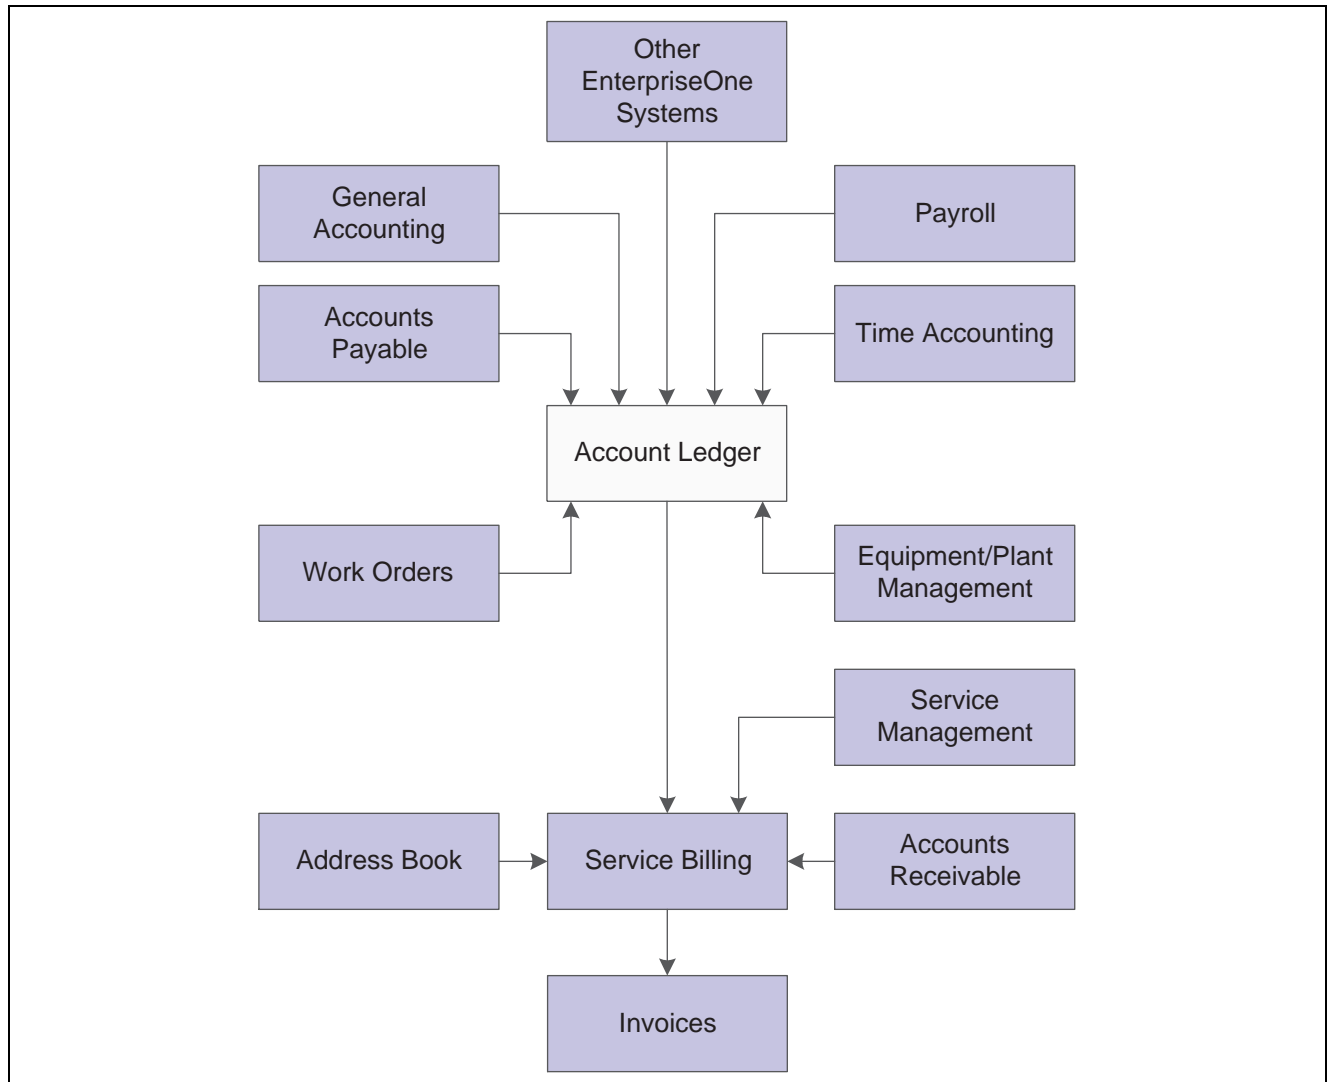 Other
EnterpriseOne
Systems
General
Accounting
Payroll
Accounts
Payable
Time Accounting
Account Ledger
Work Orders
Equipment/Plant
Management
Service
Management
Address Book
Service Billing
Accounts
Receivable
Invoices